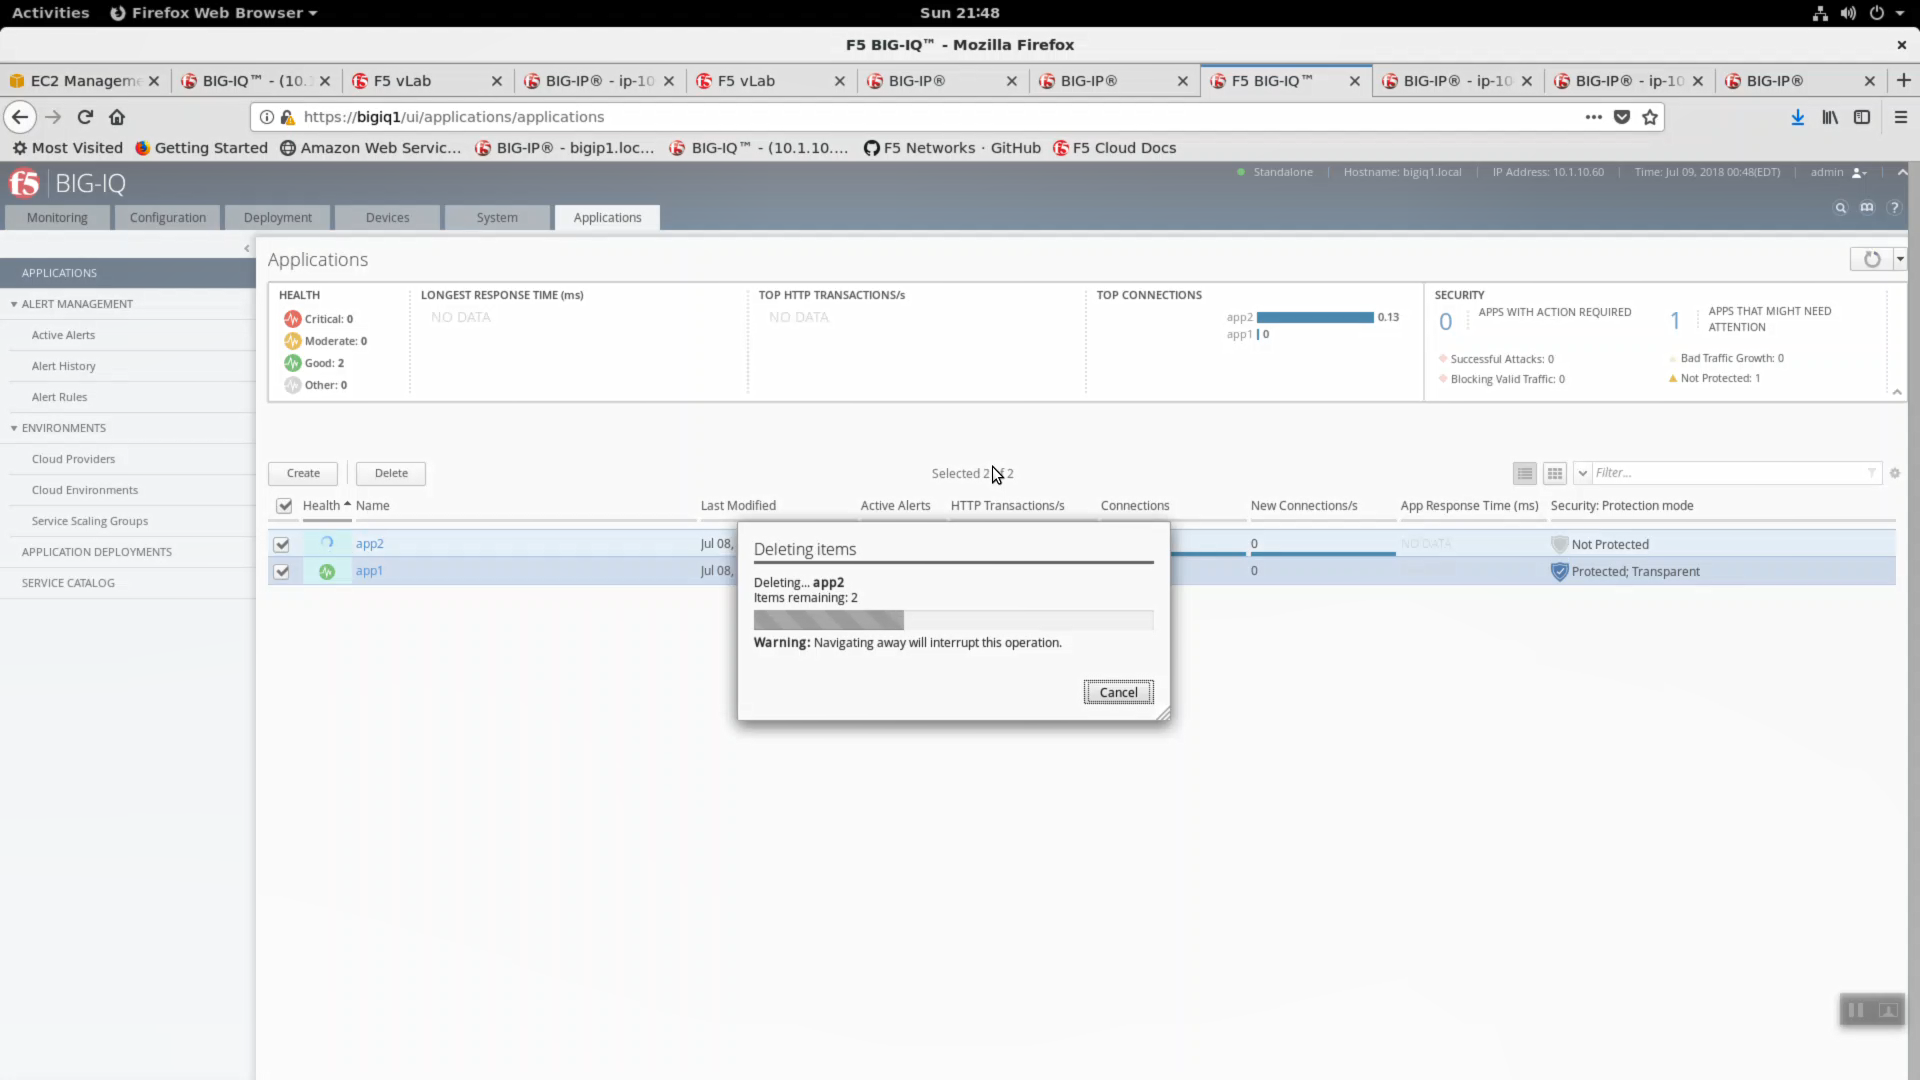 Activities Firefox Web Browser Sun 21:48
F5 BIG-IQ™ - Mozilla Firefox
EC2 Managem BIG-IQ™ - (10. F5 vLab BIG-IP® - ip-10 F5 vLab BIG-IP® BIG-IP® F5 BIG-IQ™ BIG-IP® - ip-10 BIG-IP® - ip-10 BIG-IP®
https://bigiq1/ui/applications/applications
Most Visited Getting Started Amazon Web Servic... BIG-IP® - bigip1.loc... BIG-IQ™ - (10.1.10.... F5 Networks · GitHub F5 Cloud Docs
f5 BIG-IQ Standalone Hostname: bigiq1.local IP Address: 10.1.10.60 Time: Jul 09, 2018 00:48(EDT) admin
Monitoring Configuration Deployment Devices System Applications
APPLICATIONS
ALERT MANAGEMENT
Active Alerts
Alert History
Alert Rules
ENVIRONMENTS
Cloud Providers
Cloud Environments
Service Scaling Groups
APPLICATION DEPLOYMENTS
SERVICE CATALOG
Applications
HEALTH
Critical: 0
Moderate: 0
Good: 2
Other: 0
LONGEST RESPONSE TIME (ms)
NO DATA
TOP HTTP TRANSACTIONS/s
NO DATA
TOP CONNECTIONS
app2 0.13
app1 0
SECURITY
0 APPS WITH ACTION REQUIRED
Successful Attacks: 0
Blocking Valid Traffic: 0
1 APPS THAT MIGHT NEED
ATTENTION
Bad Traffic Growth: 0
Not Protected: 1
Create Delete Selected 2 of 2 Filter...
Health Name Last Modified Active Alerts HTTP Transactions/s Connections New Connections/s App Response Time (ms) Security: Protection mode
app2 Jul 08, 0 NO DATA Not Protected
app1 Jul 08, 0 Protected; Transparent
Deleting items
Deleting... app2
Items remaining: 2
Warning: Navigating away will interrupt this operation.
Cancel